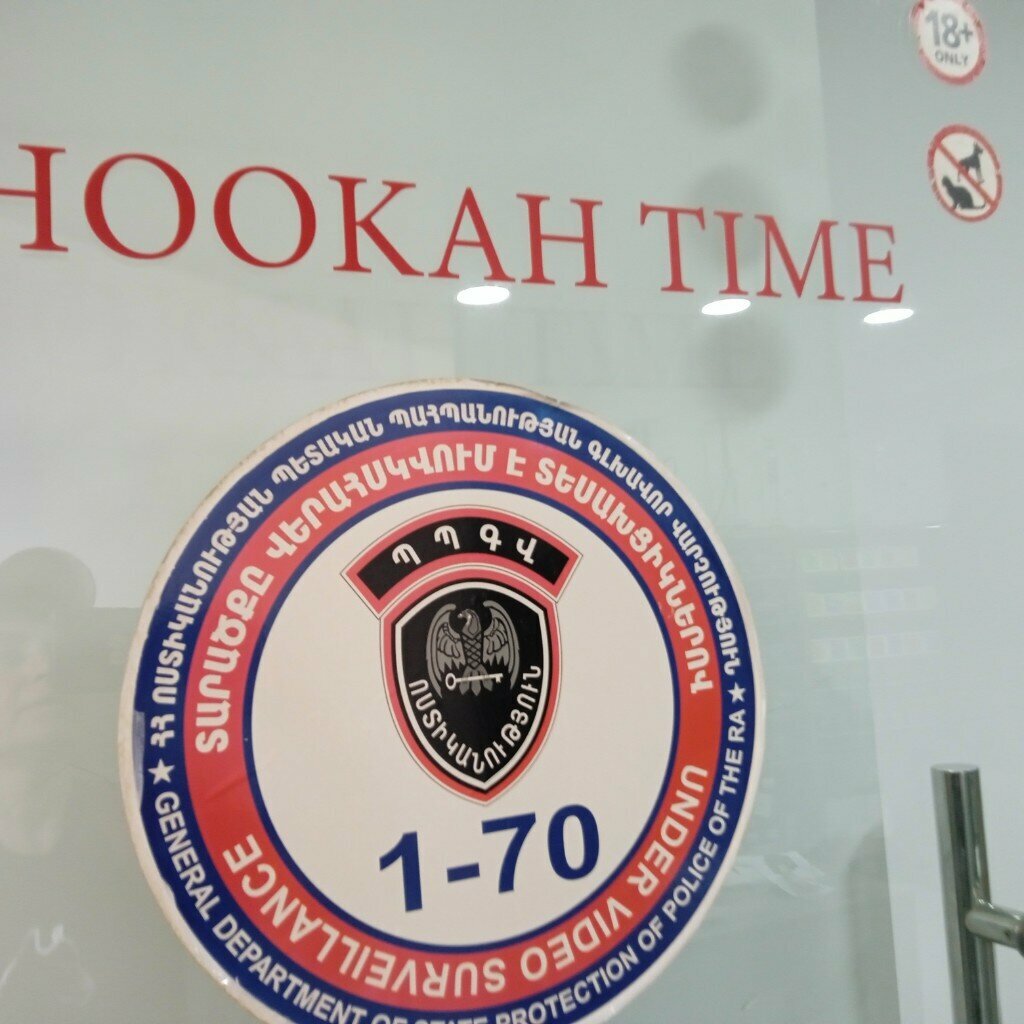 18+
ONLY
HOOKAH TIME
ՀՀ ՈՍՏԻԿԱՆՈՒԹՅԱՆ ՊԵՏԱԿԱՆ ՊԱՀՊԱՆՈՒԹՅԱՆ ԳԼԽԱՎՈՐ ՎԱՐՉՈՒԹՅՈՒՆ
ՏԱՐԱԾՔԸ ՎԵՐԱՀՍԿՎՈՒՄ Է ՏԵՍԱԽՑԻԿՆԵՐՈՎ
ՊՊԳՎ
ՈՍՏԻԿԱՆՈՒԹՅՈՒՆ
1-70
UNDER VIDEO SURVEILLANCE
GENERAL DEPARTMENT OF STATE PROTECTION OF POLICE OF THE RA